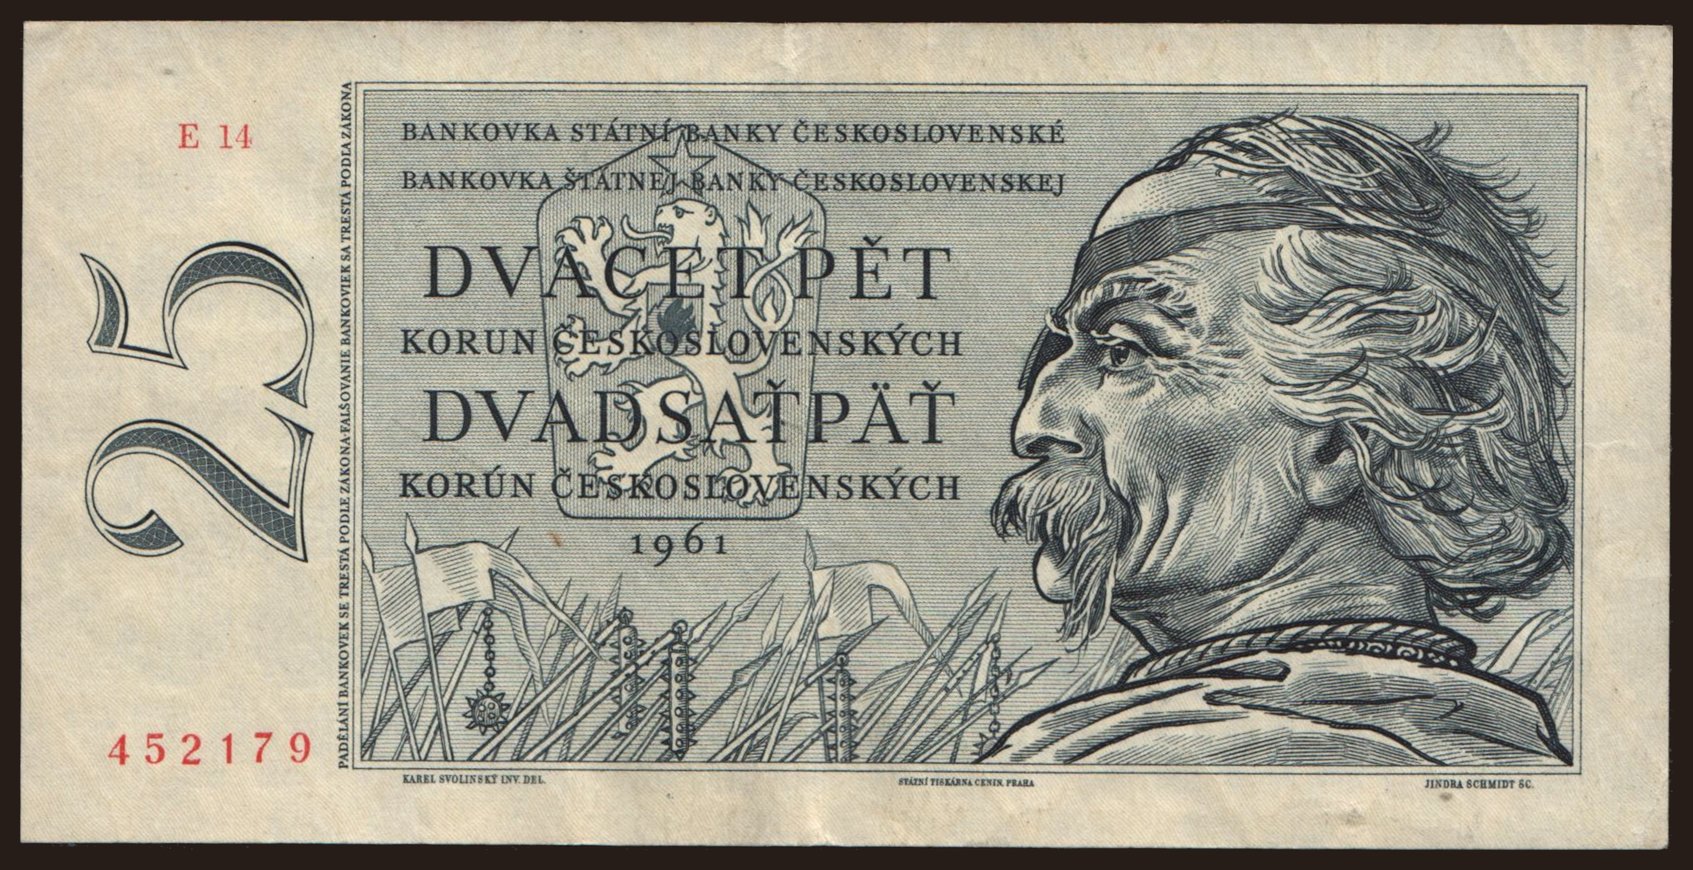 E 14
BANKOVKA STÁTNÍ BANKY ČESKOSLOVENSKÉ
BANKOVKA ŠTÁTNEJ BANKY ČESKOSLOVENSKEJ
DVACET PĚT
KORUN ČESKOSLOVENSKÝCH
DVADSAŤPÄŤ
KORÚN ČESKOSLOVENSKÝCH
1961
25
PADĚLÁNÍ BANKOVEK SE TRESTÁ PODLE ZÁKONA·FALŠOVANIE BANKOVIEK SA TRESTÁ PODĽA ZÁKONA
452179
KAREL SVOLINSKÝ INV. DEL.
STÁTNÍ TISKÁRNA CENIN, PRAHA
JINDRA SCHMIDT SC.